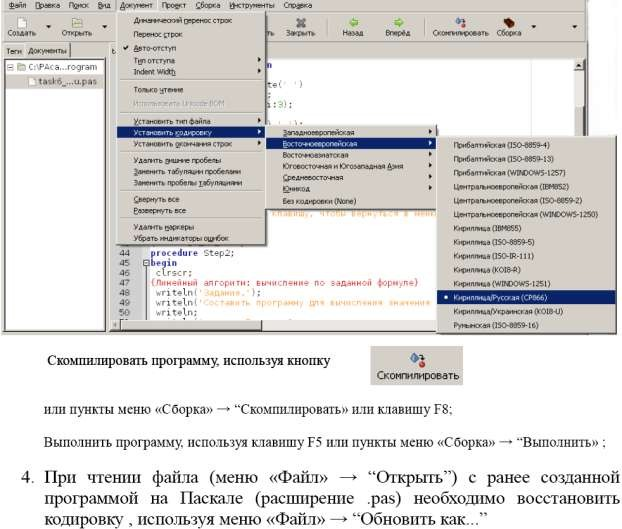 Файл Правка Поиск Вид Документ Проект Сборка Инструменты Справка
Создать Открыть Закрыть Назад Вперёд Скомпилировать Сборка
Теги Документы
C:\PAca...rogram
task6_...u.pas
Динамический перенос строк
Перенос строк
Авто-отступ
Тип отступа
Indent Width
Только чтение
Использовать Unicode BOM
Установить тип файла
Установить кодировку
Установить окончания строк
Удалить лишние пробелы
Заменить табуляции пробелами
Заменить пробелы табуляциями
Свернуть все
Развернуть все
Удалить маркеры
Убрать индикаторы ошибок
Западноевропейская
Восточноевропейская
Восточноазиатская
Юговосточная и Югозападная Азия
Средневосточная
Юникод
Без кодировки (None)
Прибалтийская (ISO-8859-4)
Прибалтийская (ISO-8859-13)
Прибалтийская (WINDOWS-1257)
Центральноевропейская (IBM852)
Центральноевропейская (ISO-8859-2)
Центральноевропейская (WINDOWS-1250)
Кириллица (IBM855)
Кириллица (ISO-8859-5)
Кириллица (ISO-IR-111)
Кириллица (KOI8-R)
Кириллица (WINDOWS-1251)
Кириллица/Русская (CP866)
Кириллица/Украинская (KOI8-U)
Румынская (ISO-8859-16)
клавишу, чтобы вернуться в меню
44 procedure Step2;
45 begin
46 clrscr;
47 {Линейный алгоритм: вычисление по заданной формуле}
48 writeln('Задание.');
49 writeln('Составить программу для вычисления значения
50 writeln;
Скомпилировать программу, используя кнопку
Скомпилировать
или пункты меню «Сборка» → “Скомпилировать» или клавишу F8;
Выполнить программу, используя клавишу F5 или пункты меню «Сборка» → “Выполнить» ;
4. При чтении файла (меню «Файл» → “Открыть”) с ранее созданной
программой на Паскале (расширение .pas) необходимо восстановить
кодировку , используя меню «Файл» → “Обновить как...”